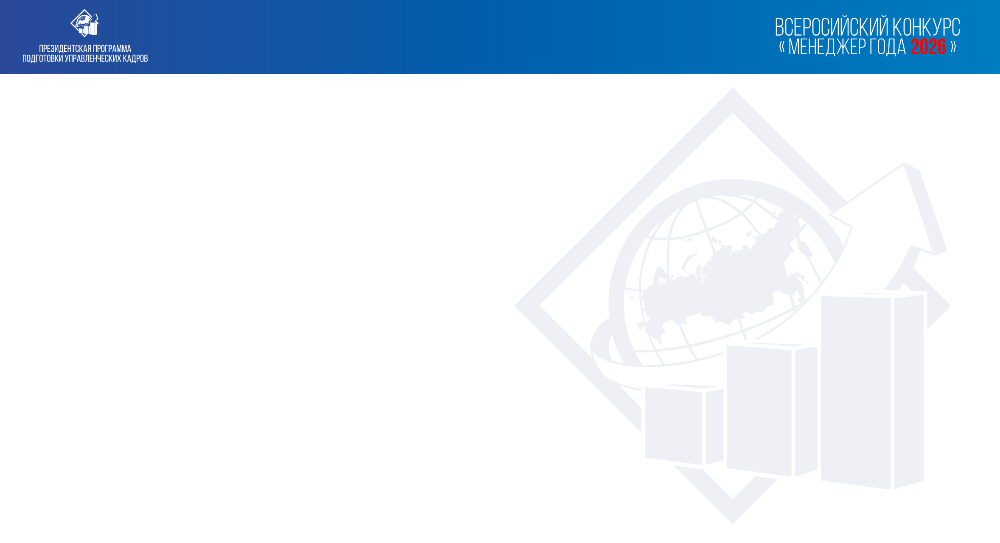 ПРЕЗИДЕНТСКАЯ ПРОГРАММА
ПОДГОТОВКИ УПРАВЛЕНЧЕСКИХ КАДРОВ
ВСЕРОСИЙСКИЙ КОНКУРС
« МЕНЕДЖЕР ГОДА 2026 »